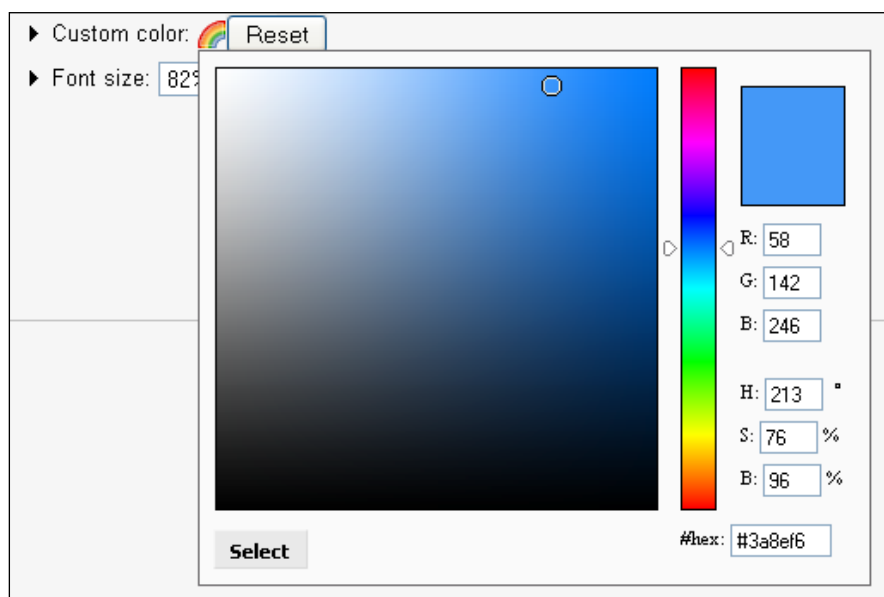 Custom color: Reset
Font size: 82%
R: 58
G: 142
B: 246
H: 213 °
S: 76 %
B: 96 %
#hex: #3a8ef6
Select